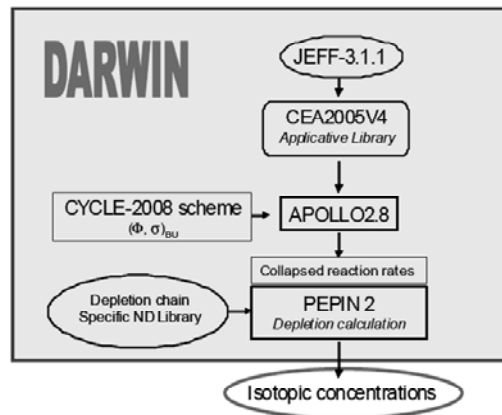 DARWIN
JEFF-3.1.1
CEA2005V4
Applicative Library
CYCLE-2008 scheme
(Φ, σ)BU
APOLLO2.8
Collapsed reaction rates
Depletion chain
Specific ND Library
PEPIN 2
Depletion calculation
Isotopic concentrations